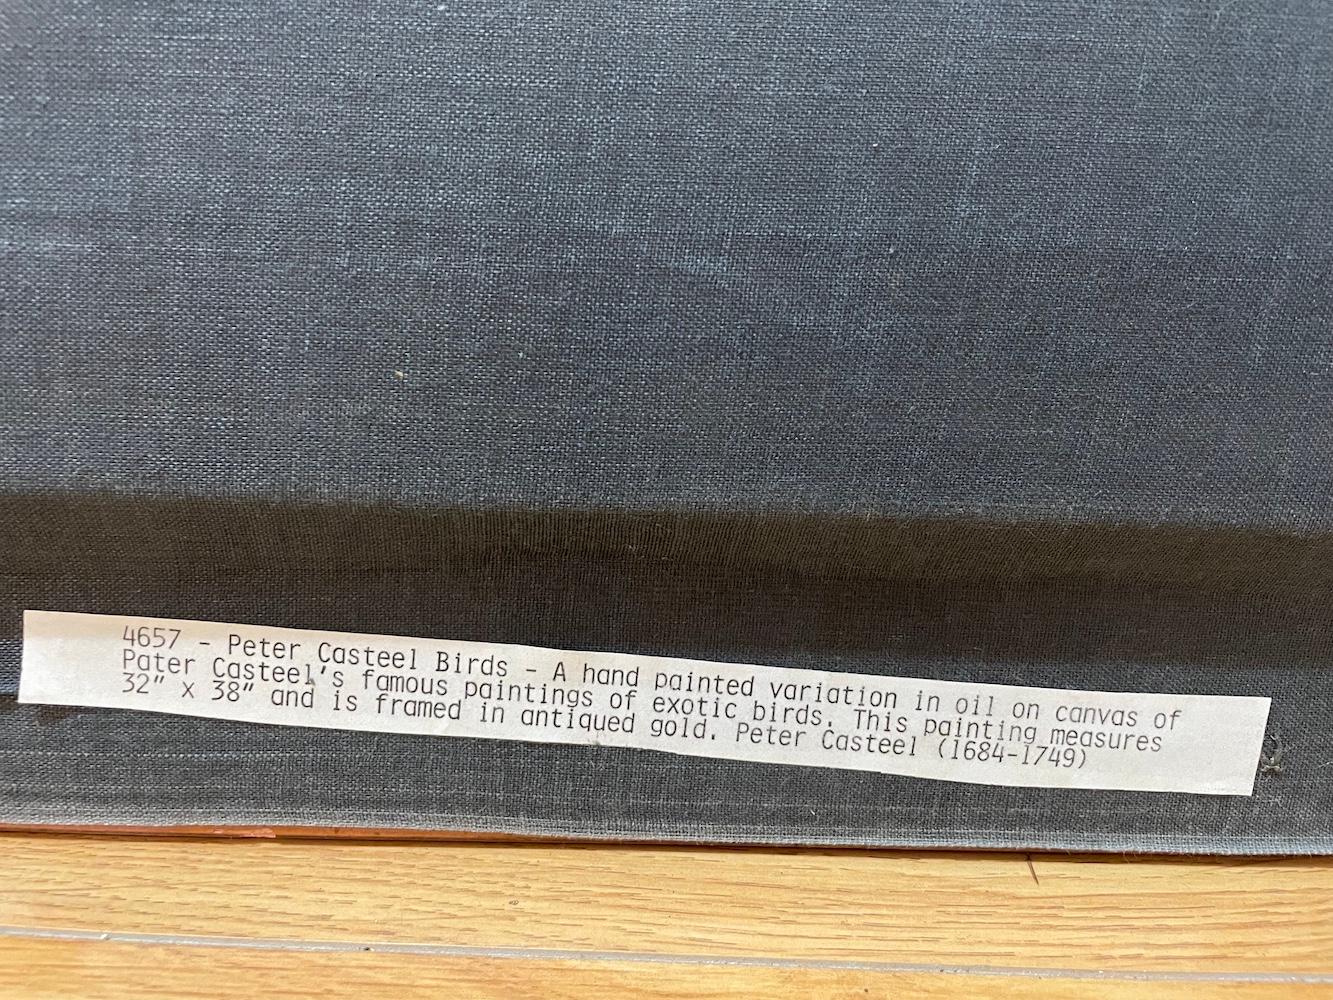 4657 - Peter Casteel Birds - A hand painted variation in oil on canvas of
Pater Casteel's famous paintings of exotic birds. This painting measures
32" x 38" and is framed in antiqued gold. Peter Casteel (1684-1749)